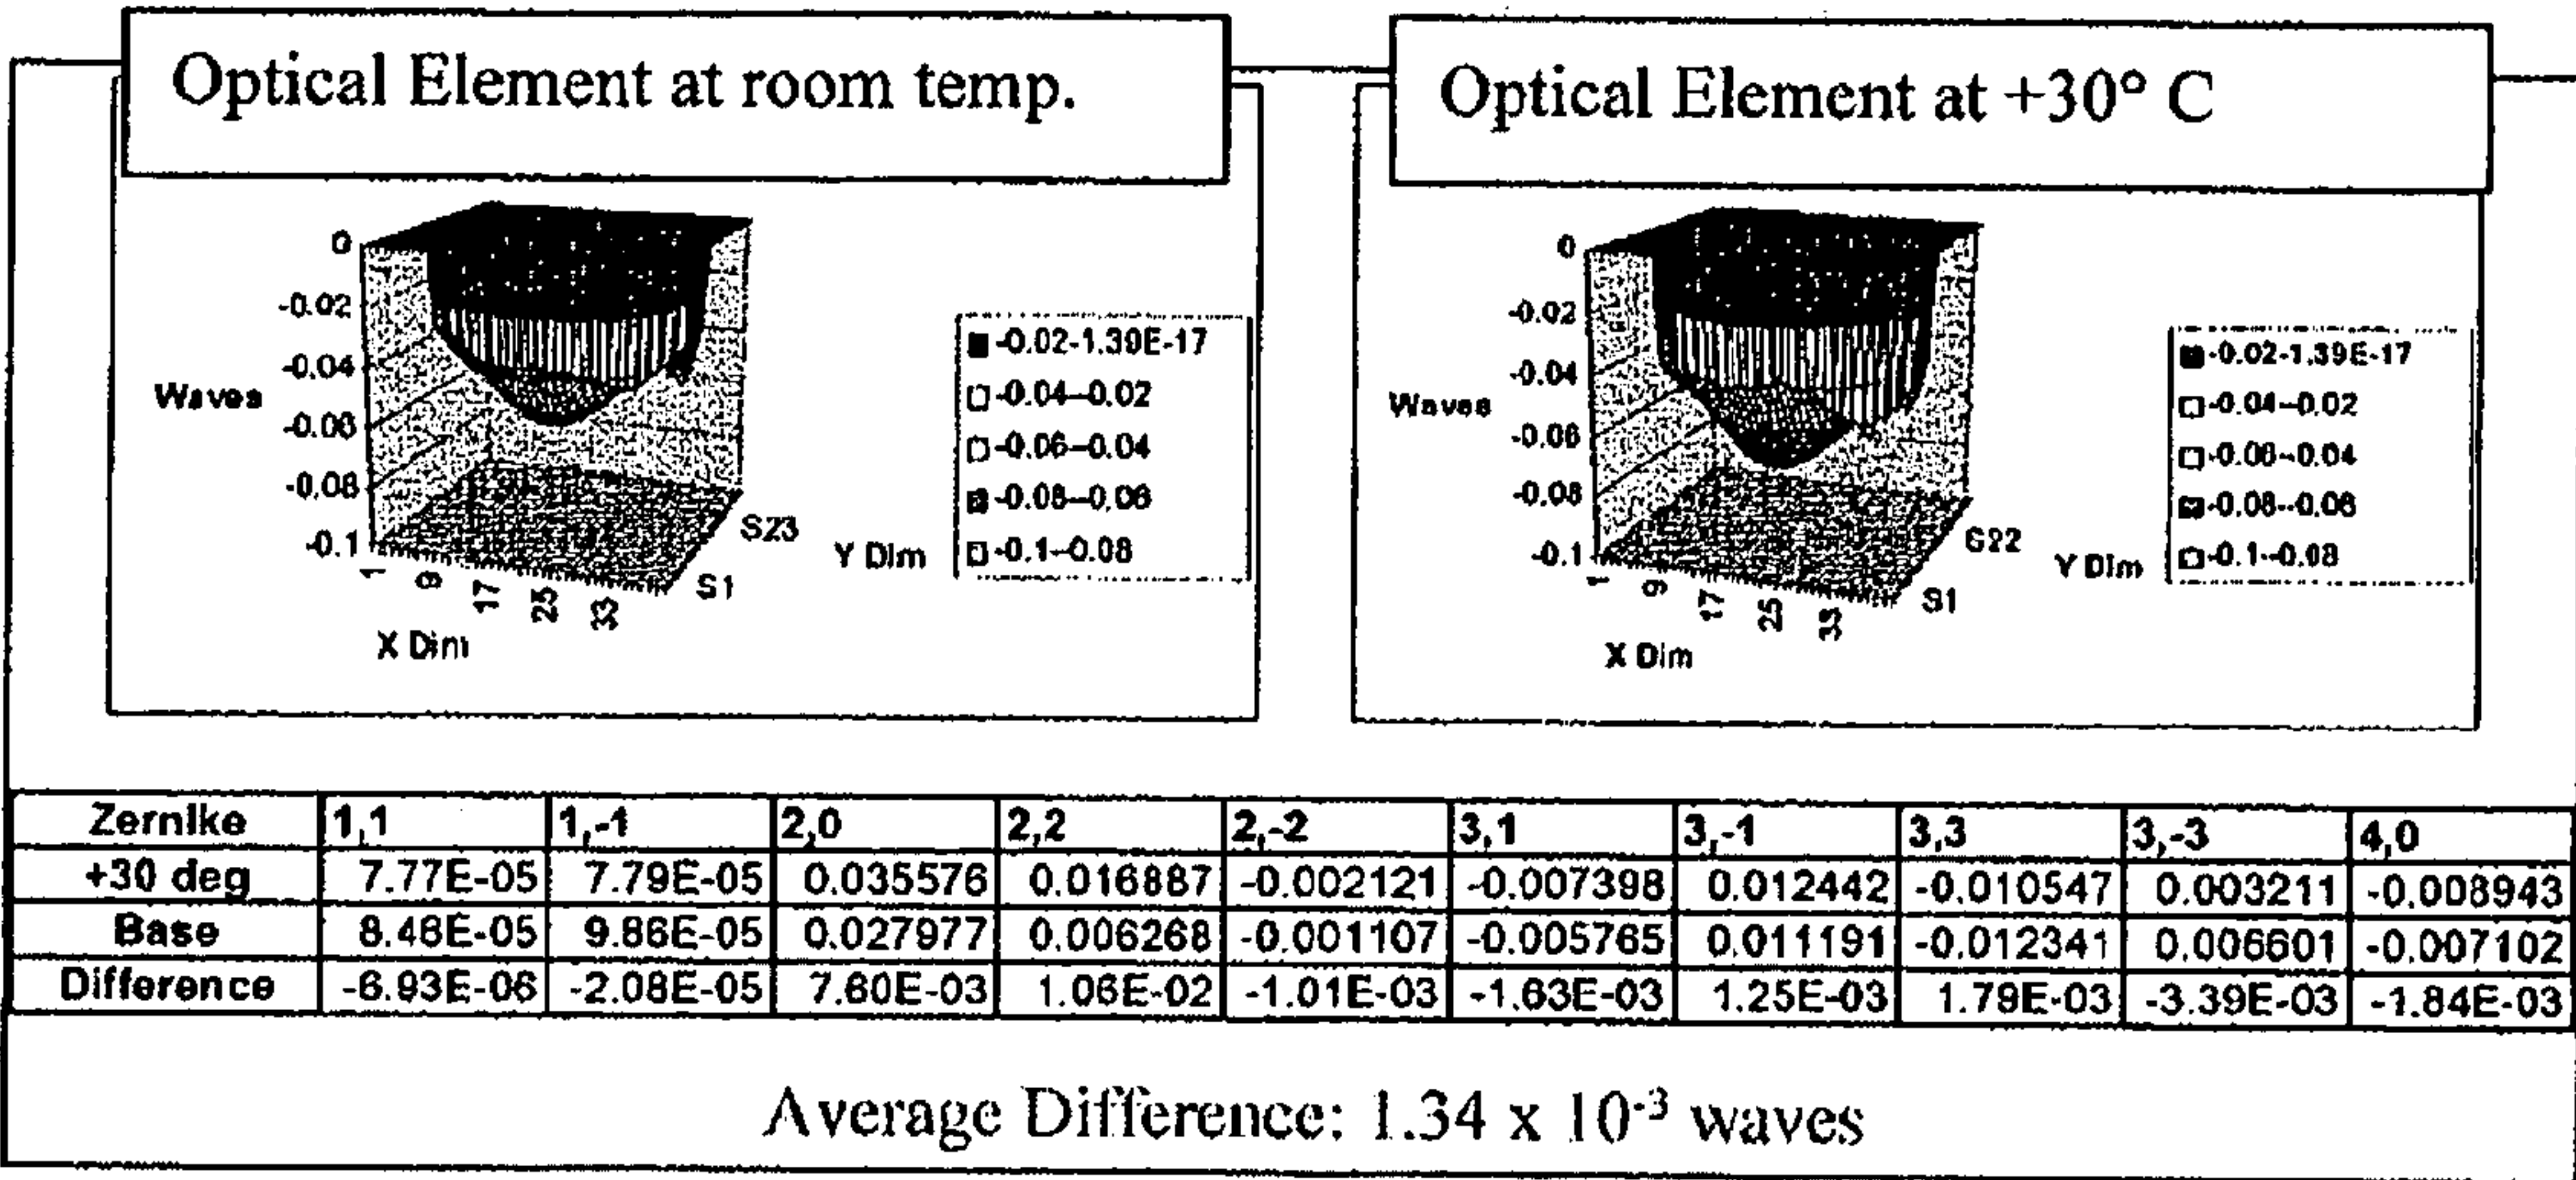 Optical Element at room temp.
0
-0.02
-0.04
-0.06
-0.08
-0.1
Waves
1
9
17
25
33
X Dim
S1
S23
Y Dim
-0.02-1.39E-17
-0.04--0.02
-0.06--0.04
-0.08--0.06
-0.1--0.08
Optical Element at +30° C
0
-0.02
-0.04
-0.06
-0.08
-0.1
Waves
1
9
17
25
33
X Dim
S1
S22
Y Dim
-0.02-1.39E-17
-0.04--0.02
-0.06--0.04
-0.08--0.06
-0.1--0.08
Zernike 1,1 1,-1 2,0 2,2 2,-2 3,1 3,-1 3,3 3,-3 4,0
+30 deg 7.77E-05 7.79E-05 0.035576 0.016887 -0.002121 -0.007398 0.012442 -0.010547 0.003211 -0.008943
Base 8.46E-05 9.86E-05 0.027977 0.006268 -0.001107 -0.005765 0.011191 -0.012341 0.006601 -0.007102
Difference -6.93E-06 -2.08E-05 7.60E-03 1.06E-02 -1.01E-03 -1.63E-03 1.25E-03 1.79E-03 -3.39E-03 -1.84E-03
Average Difference: 1.34 x 10⁻³ waves